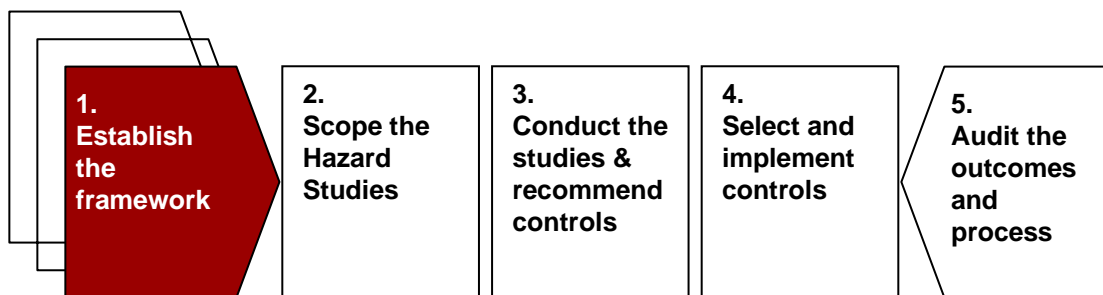 1.
Establish
the
framework
2.
Scope the
Hazard
Studies
3.
Conduct the
studies &
recommend
controls
4.
Select and
implement
controls
5.
Audit the
outcomes
and
process